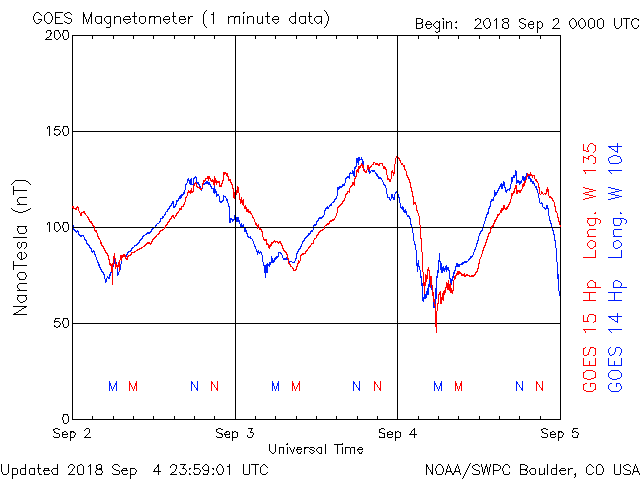 GOES Magnetometer (1 minute data)
Begin: 2018 Sep 2 0000 UTC
200
150
100
50
0
NanoTesla (nT)
M M N N M M N N M M N N
Sep 2 Sep 3 Sep 4 Sep 5
Universal Time
GOES 15 Hp Long. W 135
GOES 14 Hp Long. W 104
Updated 2018 Sep 4 23:59:01 UTC
NOAA/SWPC Boulder, CO USA